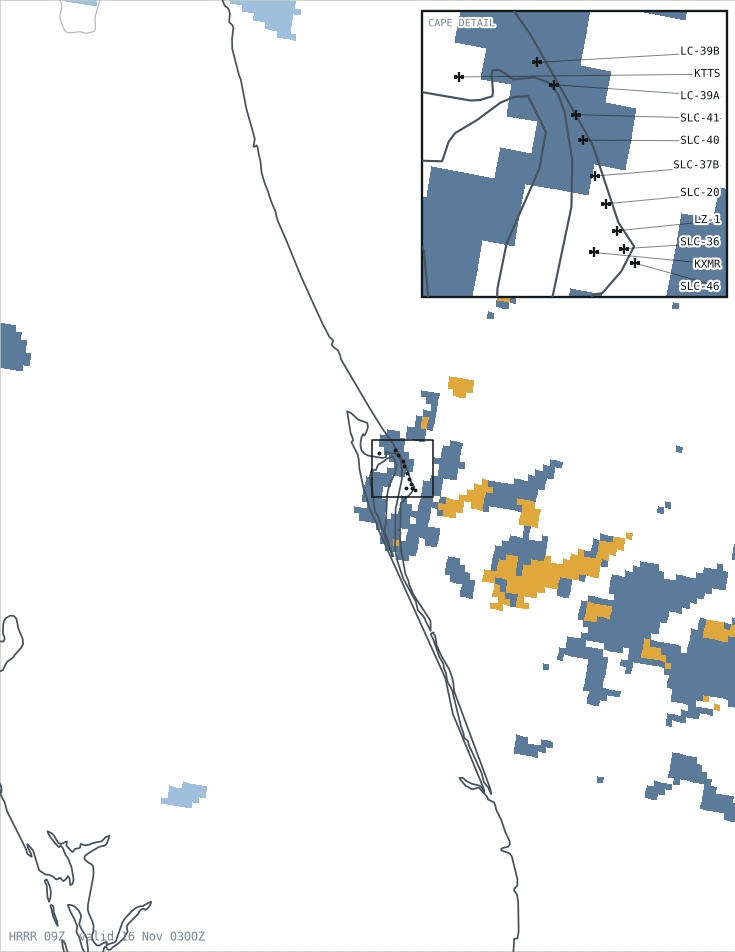 CAPE DETAIL
LC-39B
KTTS
LC-39A
SLC-41
SLC-40
SLC-37B
SLC-20
LZ-1
SLC-36
KXMR
SLC-46
HRRR 09Z valid 16 Nov 0300Z